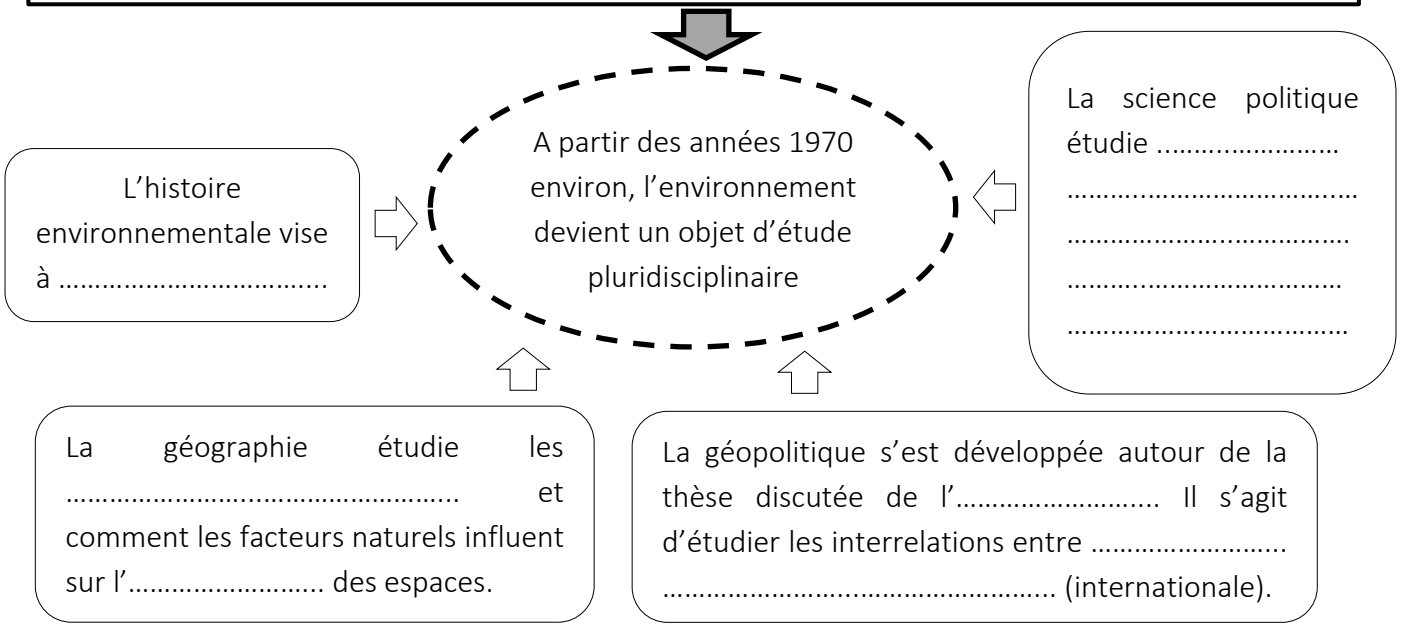 A partir des années 1970
environ, l’environnement
devient un objet d’étude
pluridisciplinaire
L’histoire
environnementale vise
à ……………………………....
La science politique
étudie ...……...……………
……………………………….…
……………………………….
………...………………………
…………………………………
La géographie étudie les
……………………...……………………... et
comment les facteurs naturels influent
sur l’…………………….. des espaces.
La géopolitique s’est développée autour de la
thèse discutée de l’……………………….. Il s’agit
d’étudier les interrelations entre ……………………..
……………………...……………………... (internationale).